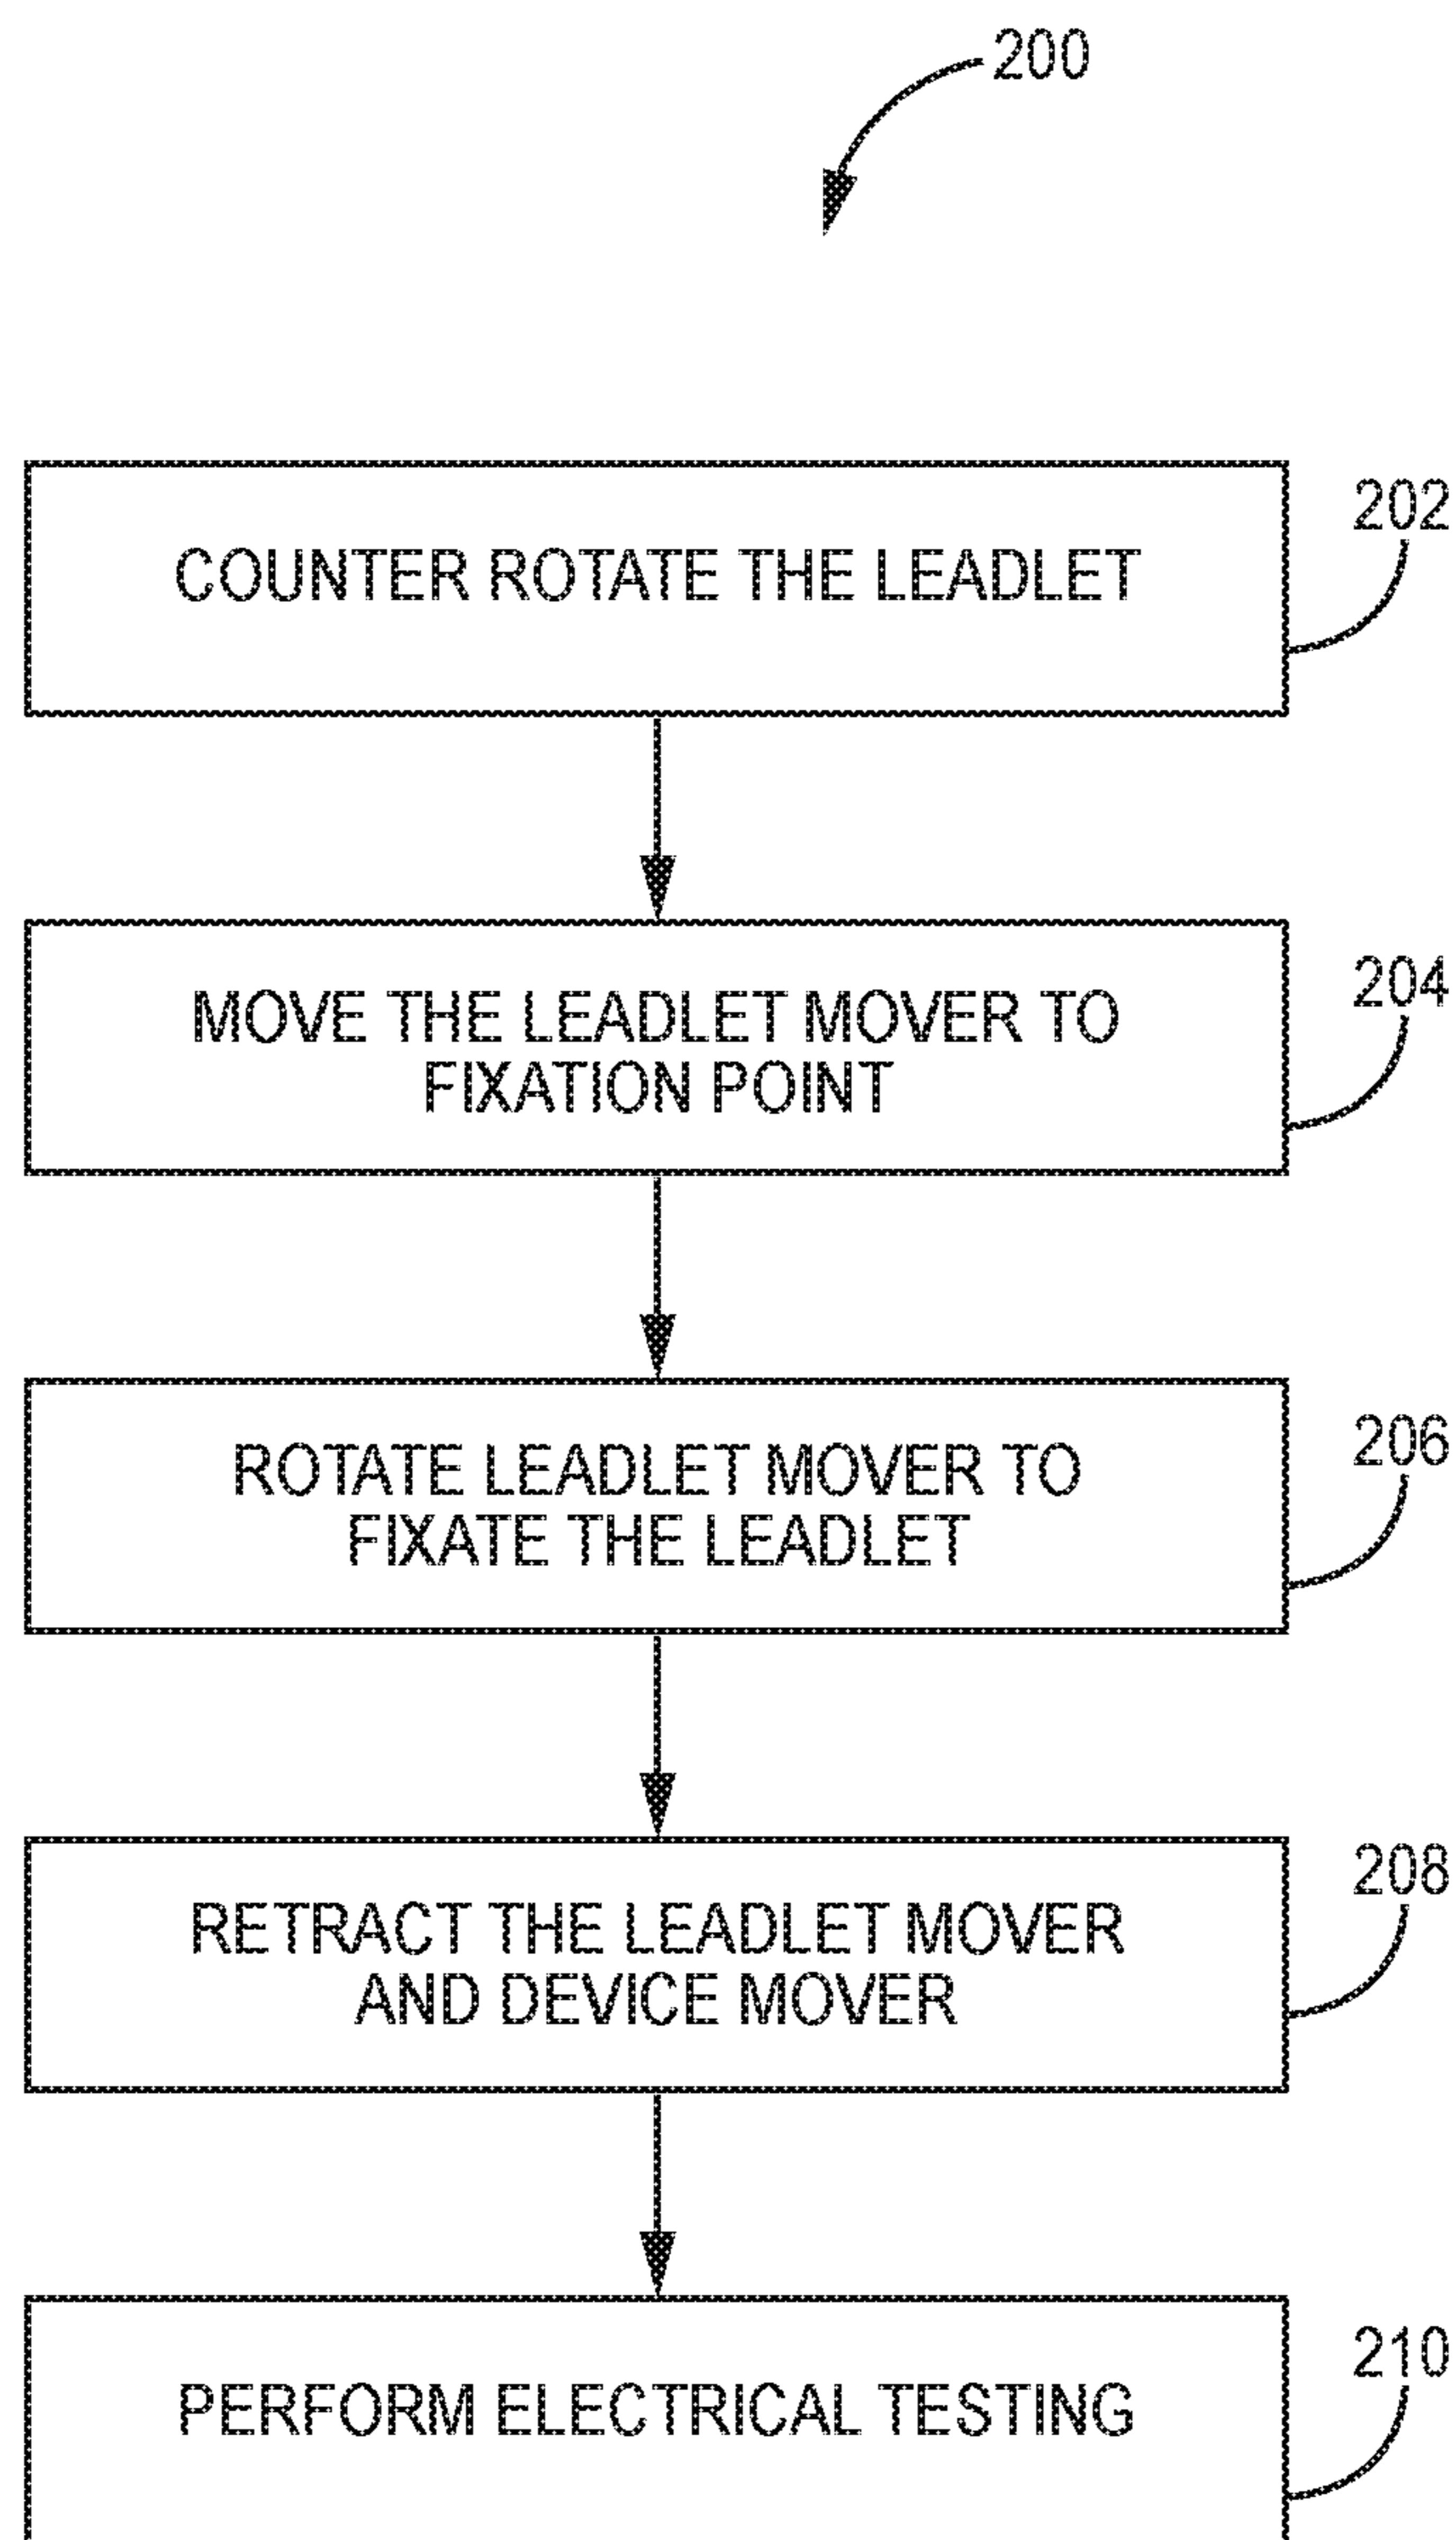 200
COUNTER ROTATE THE LEADLET
202
MOVE THE LEADLET MOVER TO
FIXATION POINT
204
ROTATE LEADLET MOVER TO
FIXATE THE LEADLET
206
RETRACT THE LEADLET MOVER
AND DEVICE MOVER
208
PERFORM ELECTRICAL TESTING
210